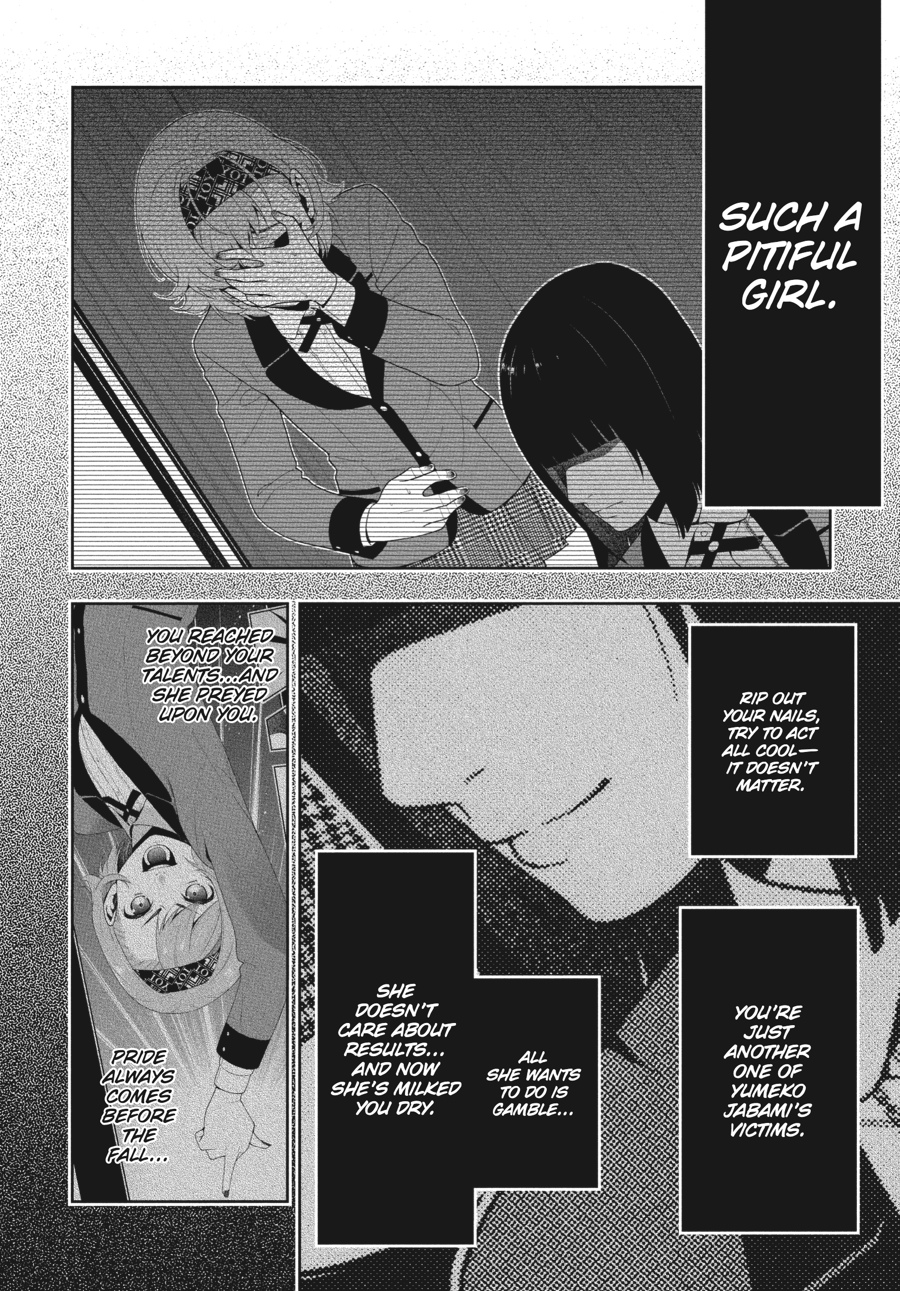 SUCH A
PITIFUL
GIRL.
RIP OUT
YOUR NAILS,
TRY TO ACT
ALL COOL—
IT DOESN'T
MATTER.
YOU'RE
JUST
ANOTHER
ONE OF
YUMEKO
JABAMI'S
VICTIMS.
ALL
SHE WANTS
TO DO IS
GAMBLE...
SHE
DOESN'T
CARE ABOUT
RESULTS...
AND NOW
SHE'S MILKED
YOU DRY.
YOU REACHED
BEYOND YOUR
TALENTS...AND
SHE PREYED
UPON YOU.
PRIDE
ALWAYS
COMES
BEFORE
THE
FALL...